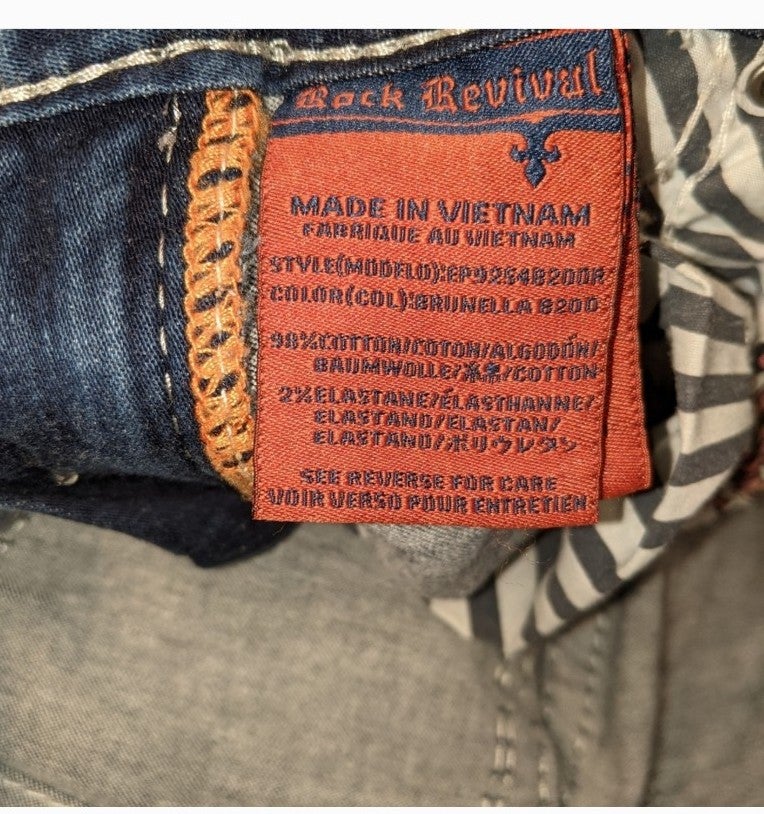 Rock Revival
MADE IN VIETNAM
FABRIQUE AU VIETNAM
STYLE(MODELO):EP9254B200R
COLOR(COL):BRUNELLA B200
98%COTTON/COTON/ALGODÓN/
BAUMWOLLE/木棉/COTTON
2%ELASTANE/ÉLASTHANNE/
ELASTANO/ELASTAN/
ELASTANO/ポリウレタン
SEE REVERSE FOR CARE
VOIR VERSO POUR ENTRETIEN